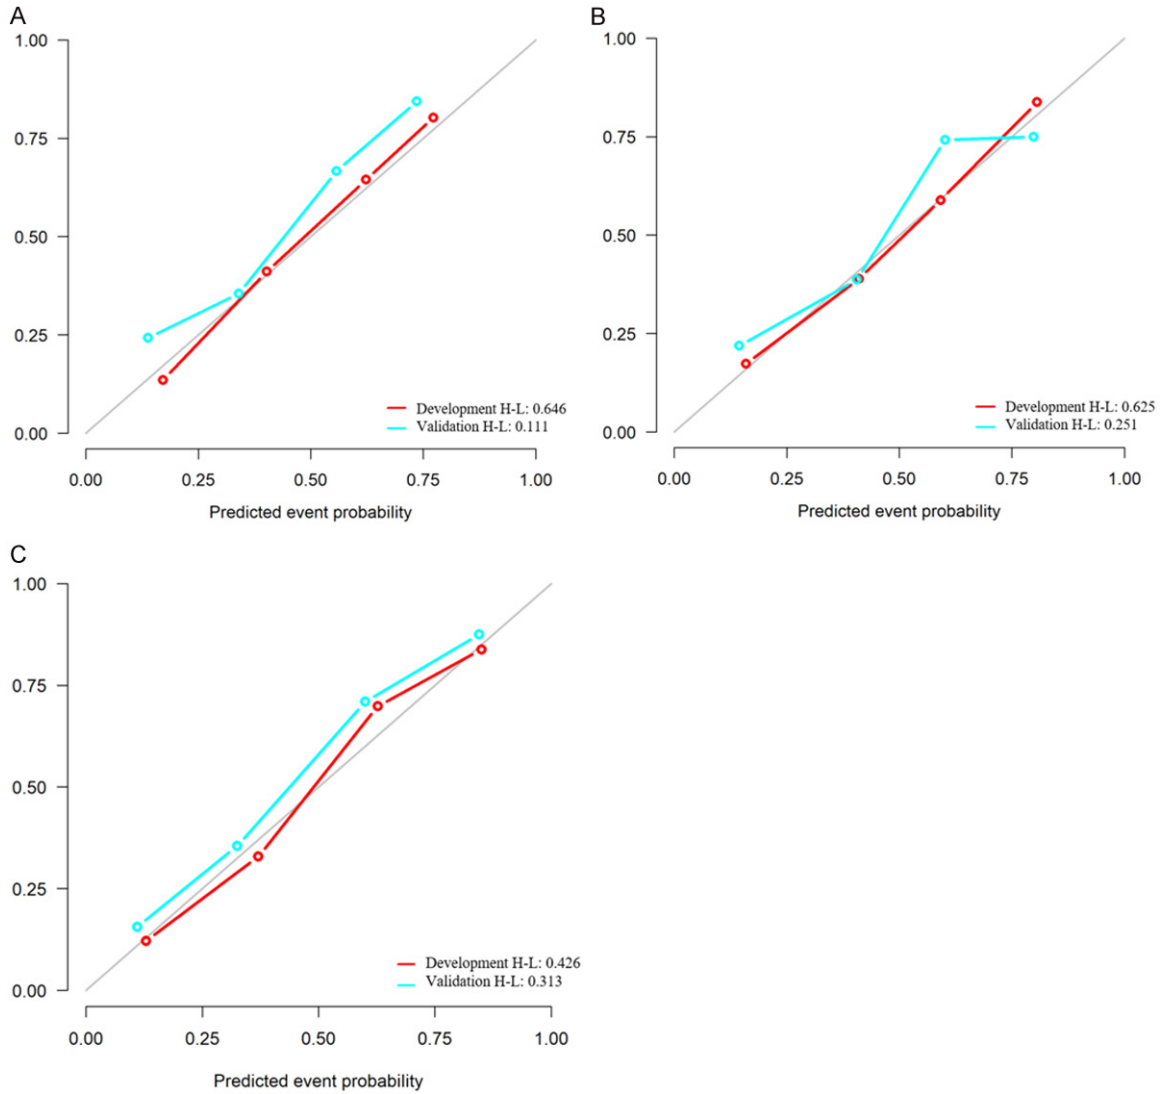 A
1.00
0.75
0.50
0.25
0.00
Development H-L: 0.646
Validation H-L: 0.111
0.00 0.25 0.50 0.75 1.00
Predicted event probability
B
1.00
0.75
0.50
0.25
0.00
Development H-L: 0.625
Validation H-L: 0.251
0.00 0.25 0.50 0.75 1.00
Predicted event probability
C
1.00
0.75
0.50
0.25
0.00
Development H-L: 0.426
Validation H-L: 0.313
0.00 0.25 0.50 0.75 1.00
Predicted event probability